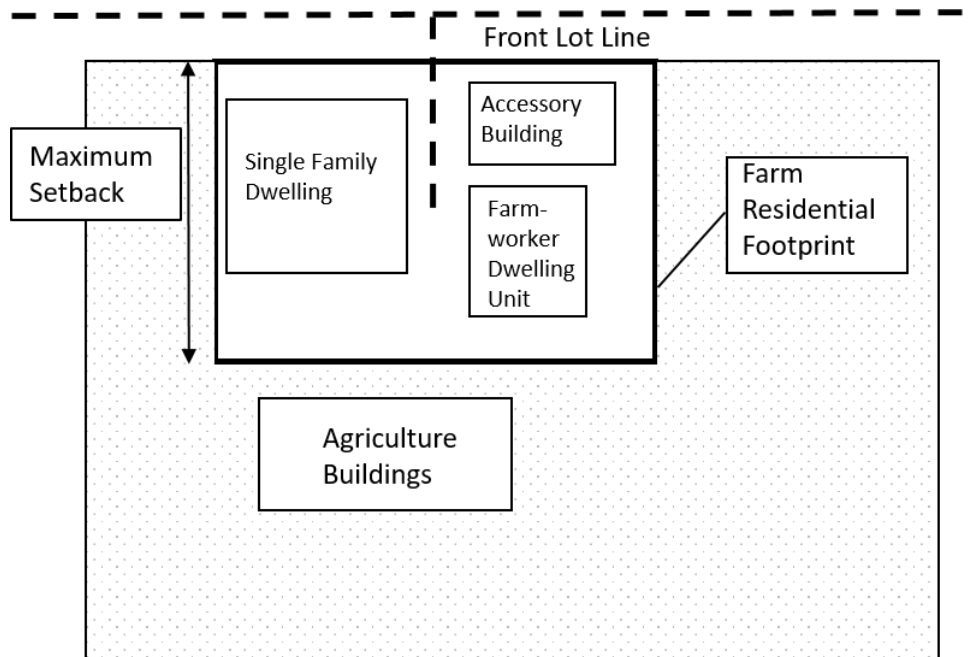 Front Lot Line
Maximum
Setback
Single Family
Dwelling
Accessory
Building
Farm-
worker
Dwelling
Unit
Farm
Residential
Footprint
Agriculture
Buildings